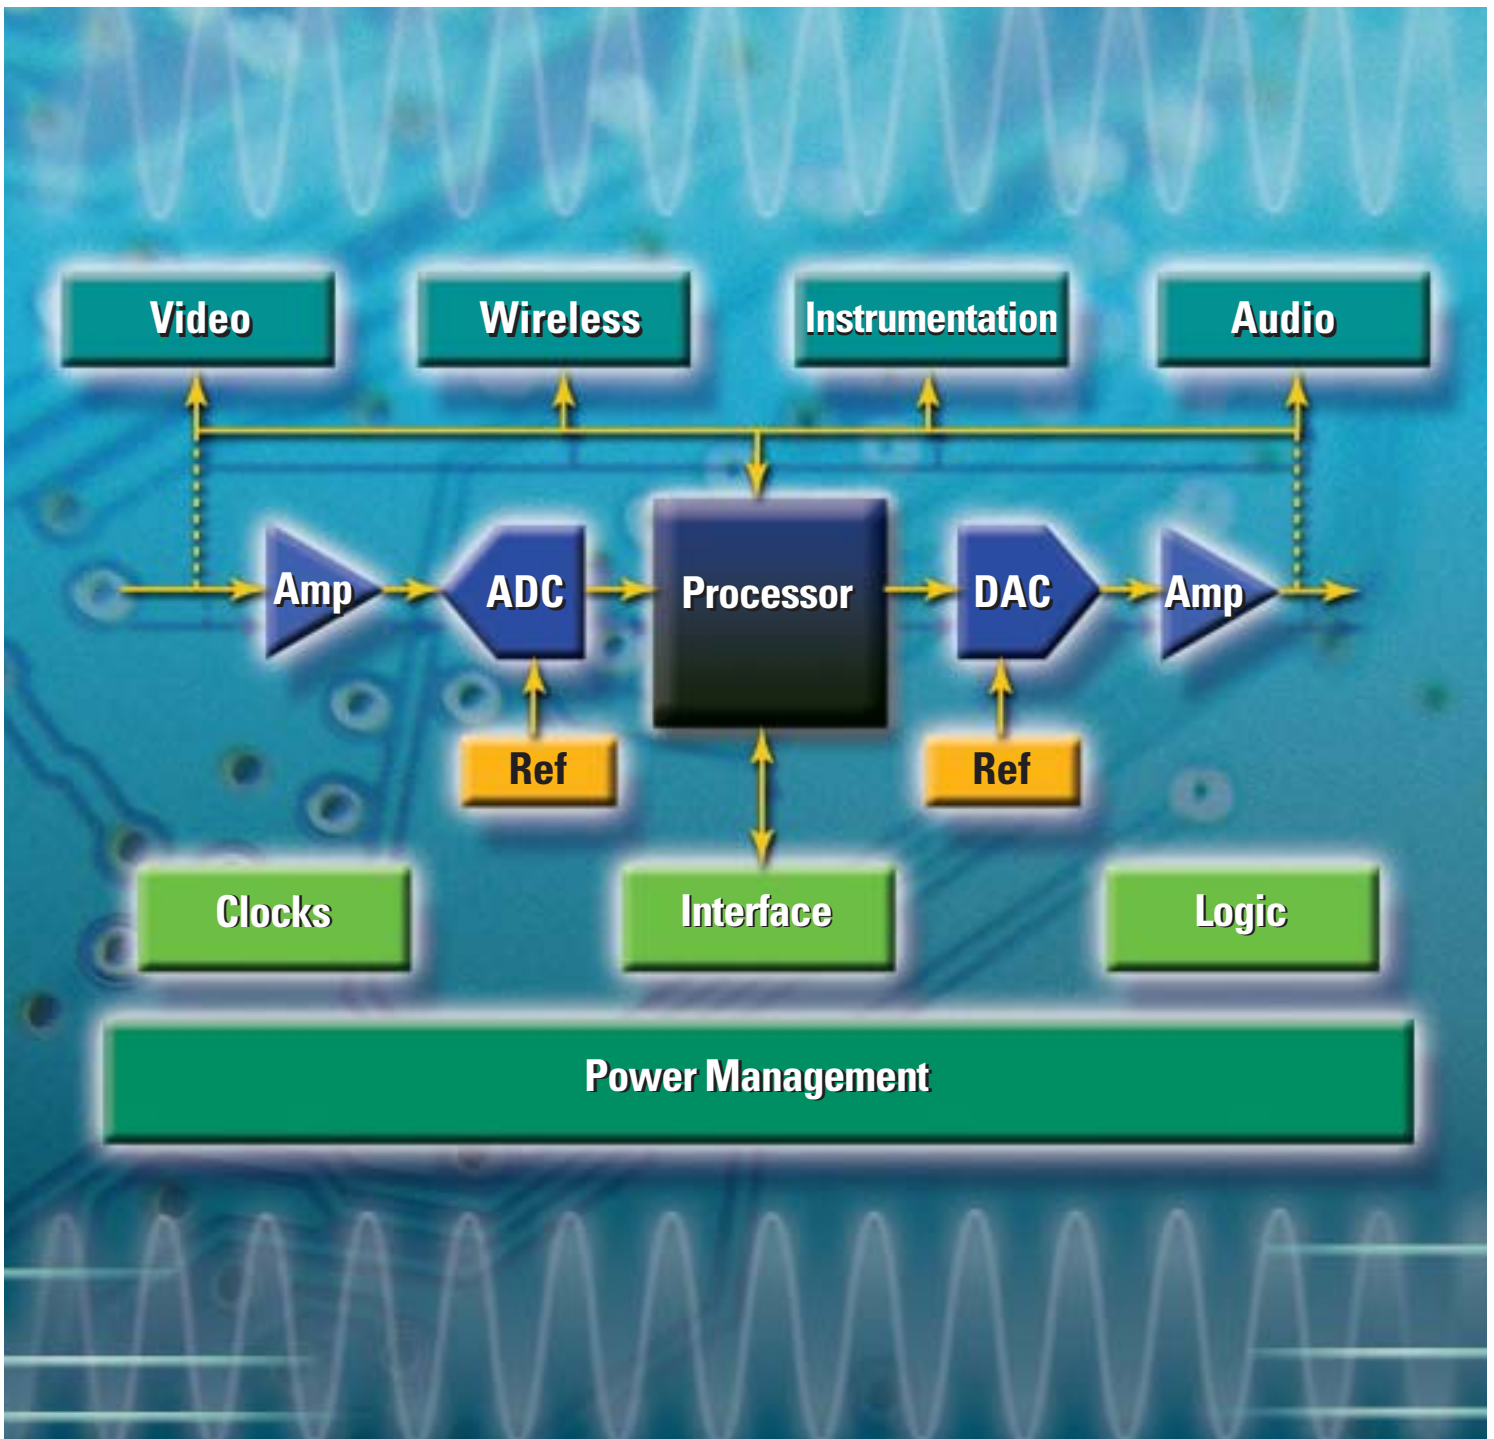 Video
Wireless
Instrumentation
Audio
Amp
ADC
Processor
DAC
Amp
Ref
Ref
Clocks
Interface
Logic
Power Management